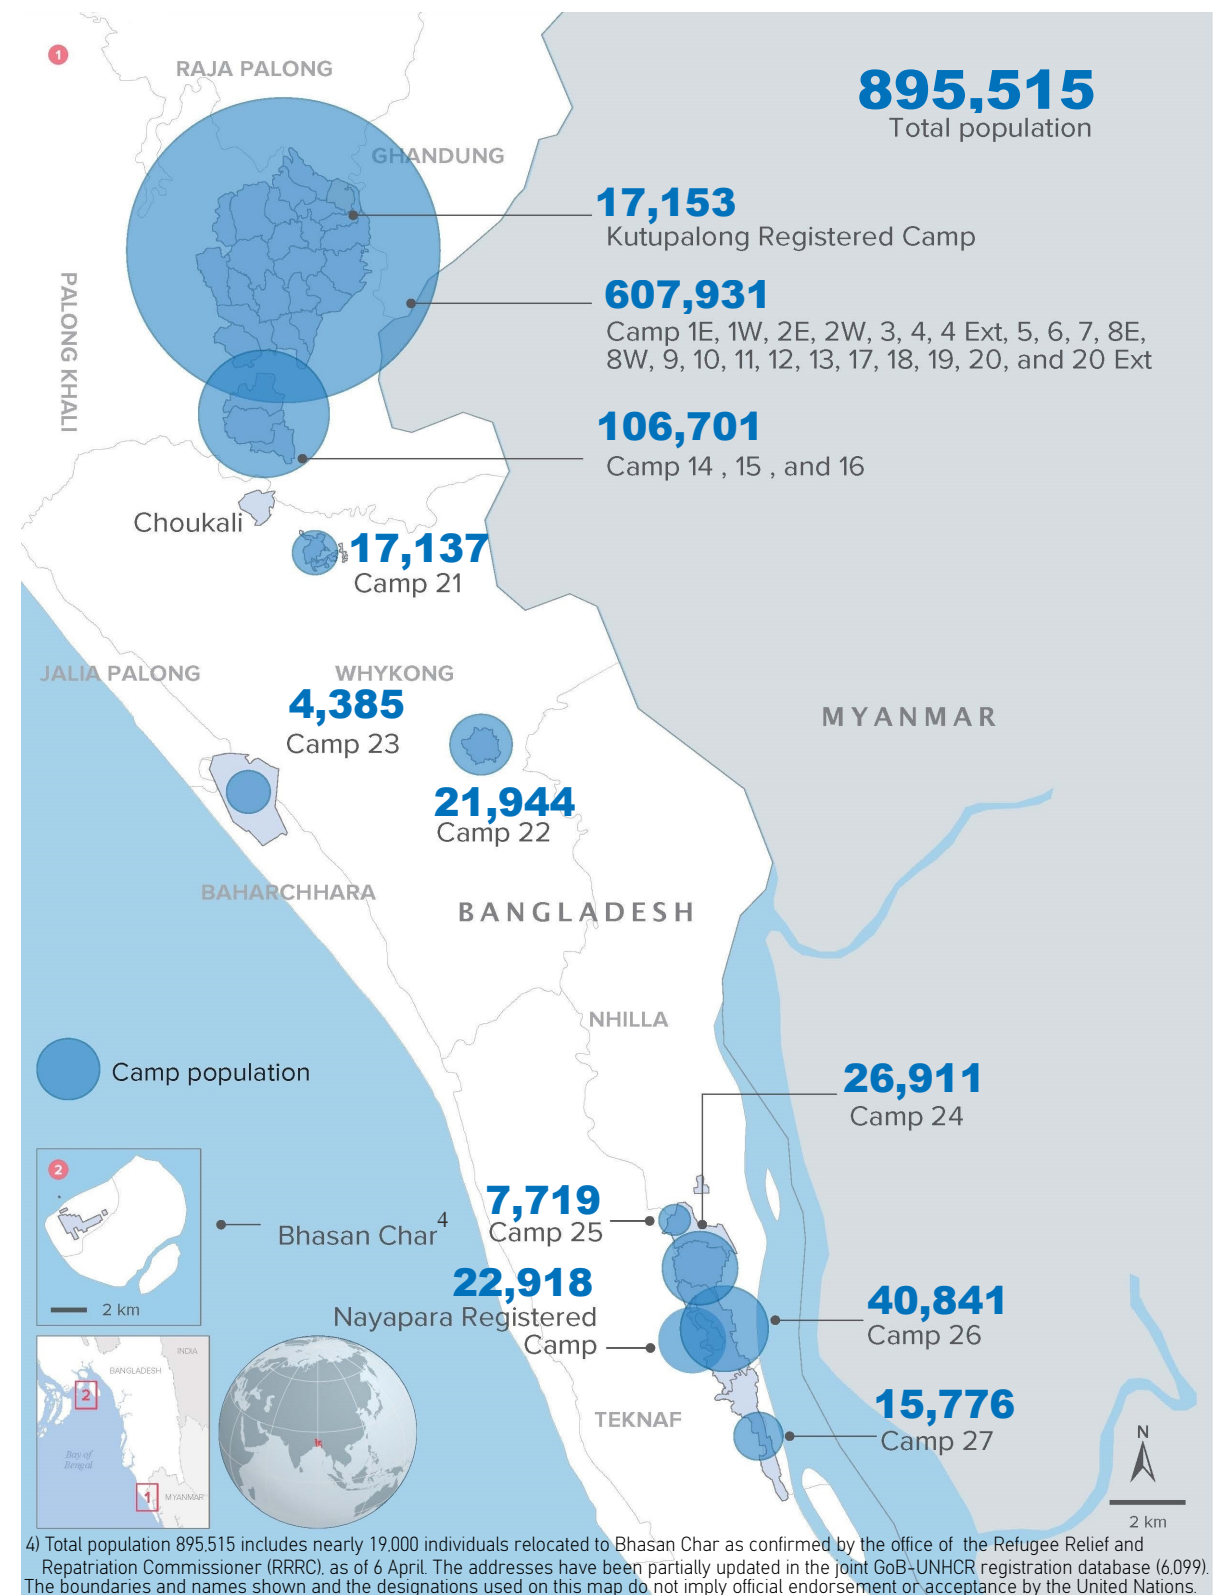 1
RAJA PALONG
895,515
Total population
GHANDUNG
17,153
Kutupalong Registered Camp
PALONG KHALI
607,931
Camp 1E, 1W, 2E, 2W, 3, 4, 4 Ext, 5, 6, 7, 8E,
8W, 9, 10, 11, 12, 13, 17, 18, 19, 20, and 20 Ext
106,701
Camp 14 , 15 , and 16
Choukali
17,137
Camp 21
JALIA PALONG
WHYKONG
4,385
Camp 23
MYANMAR
21,944
Camp 22
BAHARCHHARA
BANGLADESH
NHILLA
Camp population
26,911
Camp 24
2
7,719
Camp 25
Bhasan Char4
2 km
22,918
Nayapara Registered
Camp
40,841
Camp 26
INDIA
BANGLADESH
2
Bay of
Bengal
1
MYANMAR
TEKNAF
15,776
Camp 27
N
2 km
4) Total population 895,515 includes nearly 19,000 individuals relocated to Bhasan Char as confirmed by the office of the Refugee Relief and
Repatriation Commissioner (RRRC), as of 6 April. The addresses have been partially updated in the joint GoB-UNHCR registration database (6,099).
The boundaries and names shown and the designations used on this map do not imply official endorsement or acceptance by the United Nations.